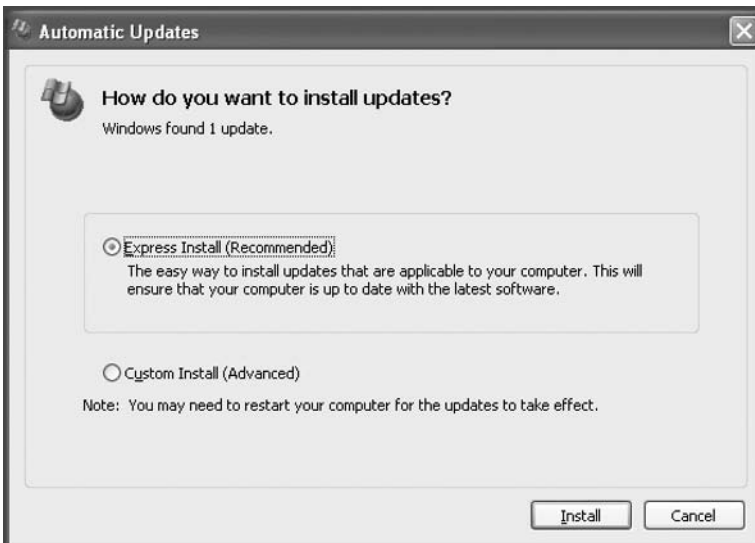 Automatic Updates
How do you want to install updates?
Windows found 1 update.
Express Install (Recommended)
The easy way to install updates that are applicable to your computer. This will
ensure that your computer is up to date with the latest software.
Custom Install (Advanced)
Note: You may need to restart your computer for the updates to take effect.
Install Cancel